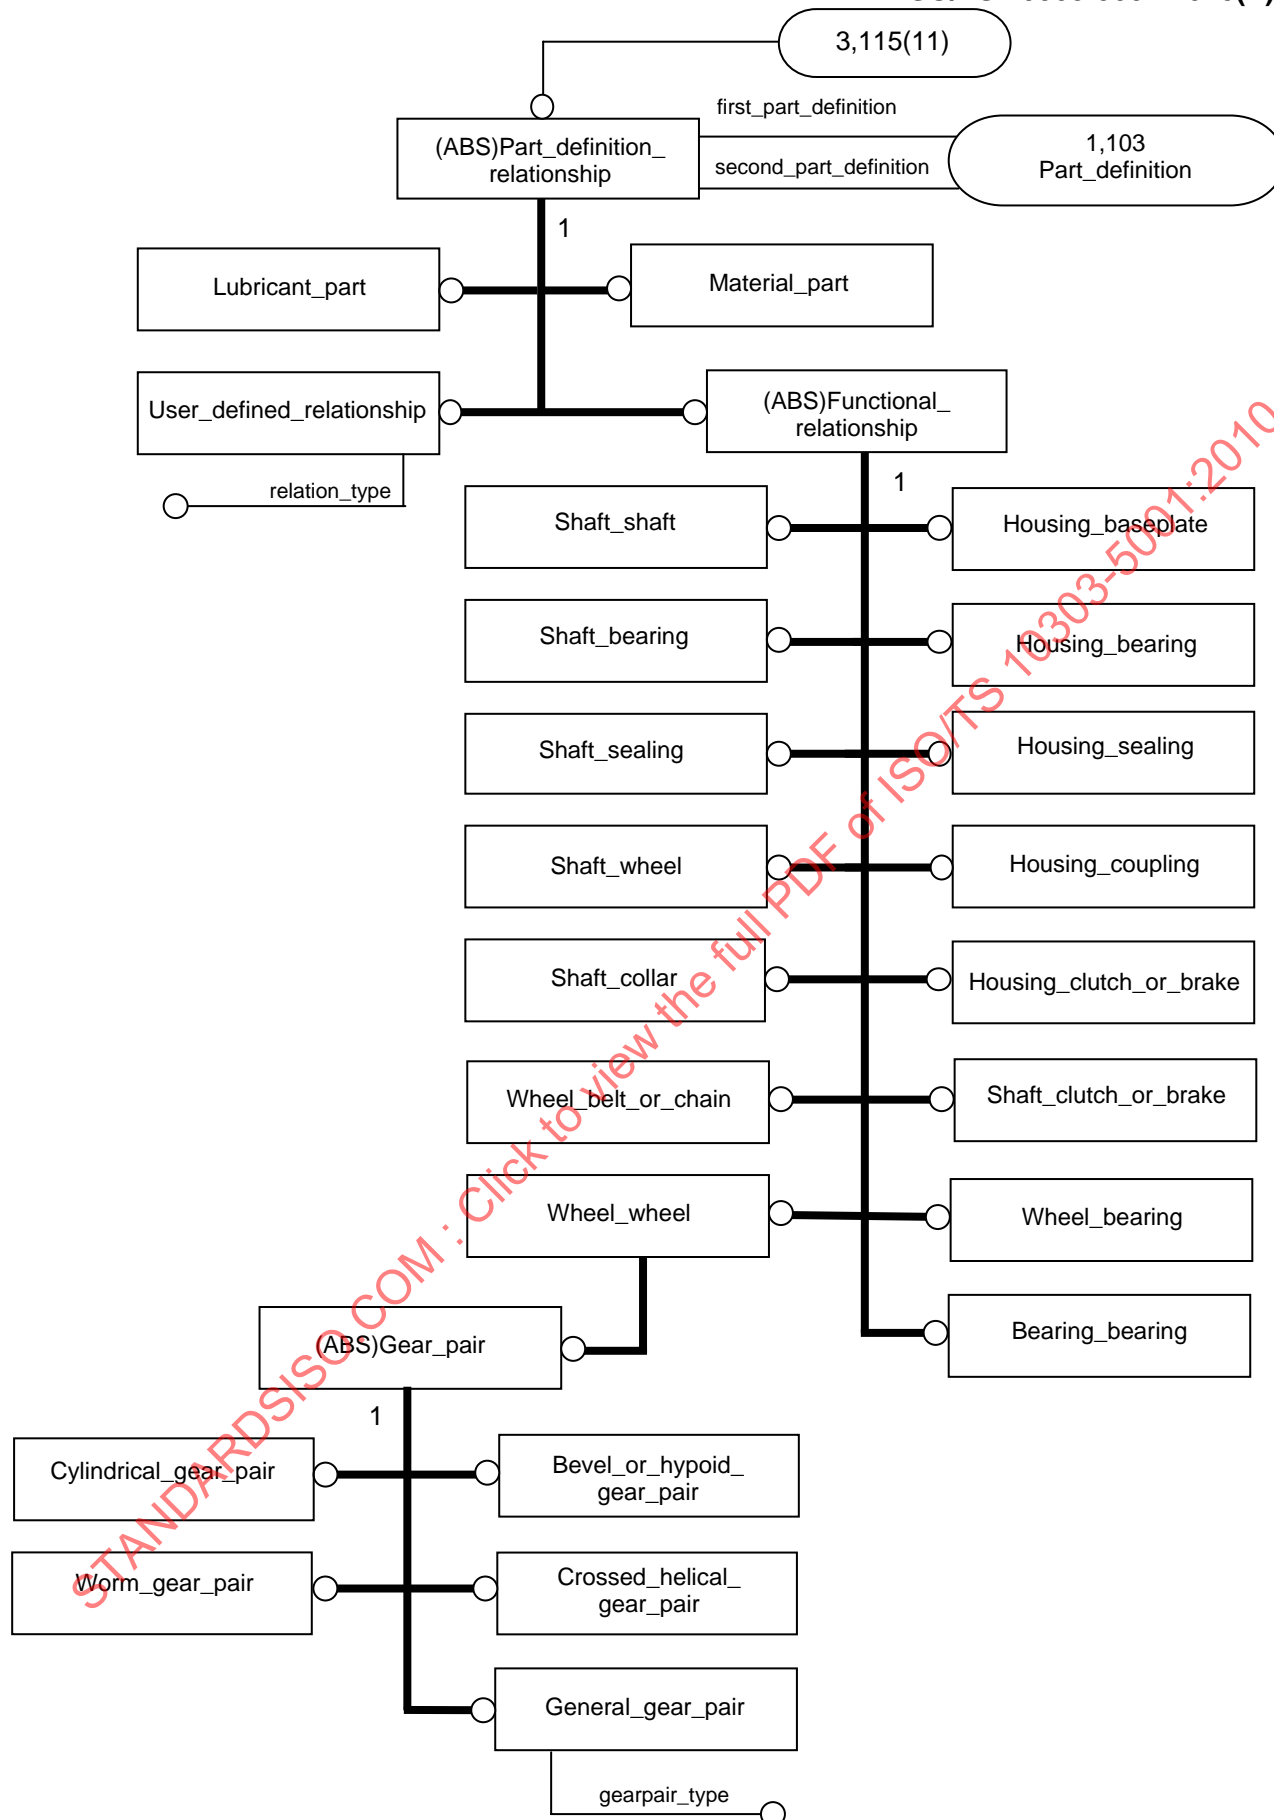 3,115(11)
first_part_definition
(ABS)Part_definition_
relationship
1,103
Part_definition
second_part_definition
1
Lubricant_part
Material_part
User_defined_relationship
(ABS)Functional_
relationship
relation_type
1
Shaft_shaft
Housing_baseplate
Shaft_bearing
Housing_bearing
Shaft_sealing
Housing_sealing
Shaft_wheel
Housing_coupling
Shaft_collar
Housing_clutch_or_brake
Wheel_belt_or_chain
Shaft_clutch_or_brake
Wheel_wheel
Wheel_bearing
(ABS)Gear_pair
Bearing_bearing
1
Cylindrical_gear_pair
Bevel_or_hypoid_
gear_pair
Worm_gear_pair
Crossed_helical_
gear_pair
General_gear_pair
gearpair_type
STANDARDSISO.COM : Click to view the full PDF of ISO/TS 10303-5001:2010